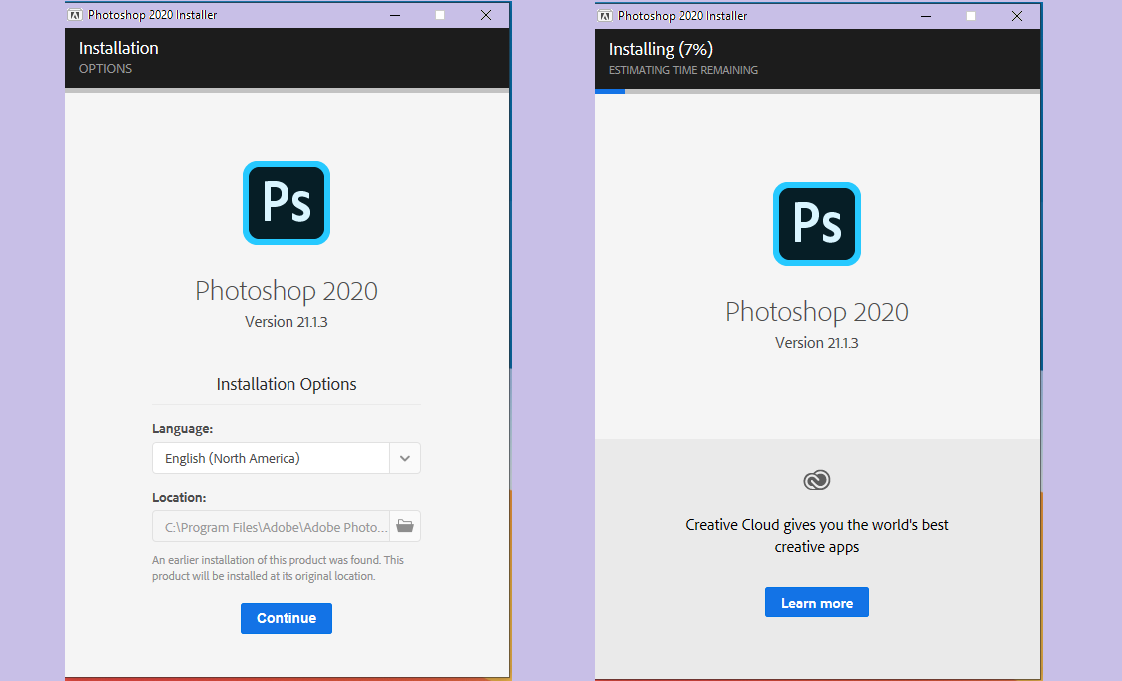 Photoshop 2020 Installer
Installation
OPTIONS
Ps
Photoshop 2020
Version 21.1.3
Installation Options
Language:
English (North America)
Location:
C:\Program Files\Adobe\Adobe Photo...
An earlier installation of this product was found. This
product will be installed at its original location.
Continue
Photoshop 2020 Installer
Installing (7%)
ESTIMATING TIME REMAINING
Ps
Photoshop 2020
Version 21.1.3
Creative Cloud gives you the world's best
creative apps
Learn more